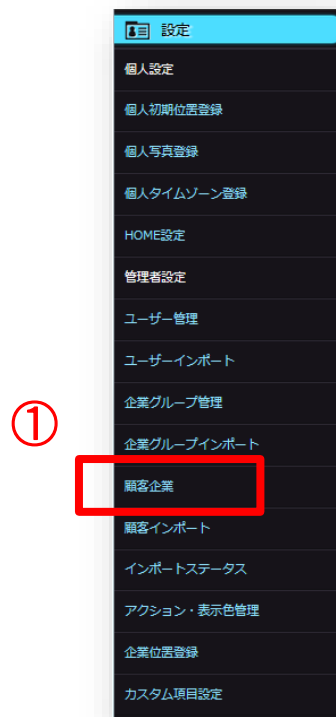 設定
個人設定
個人初期位置登録
個人写真登録
個人タイムゾーン登録
HOME設定
管理者設定
ユーザー管理
ユーザーインポート
企業グループ管理
①
企業グループインポート
顧客企業
顧客インポート
インポートステータス
アクション・表示色管理
企業位置登録
カスタム項目設定